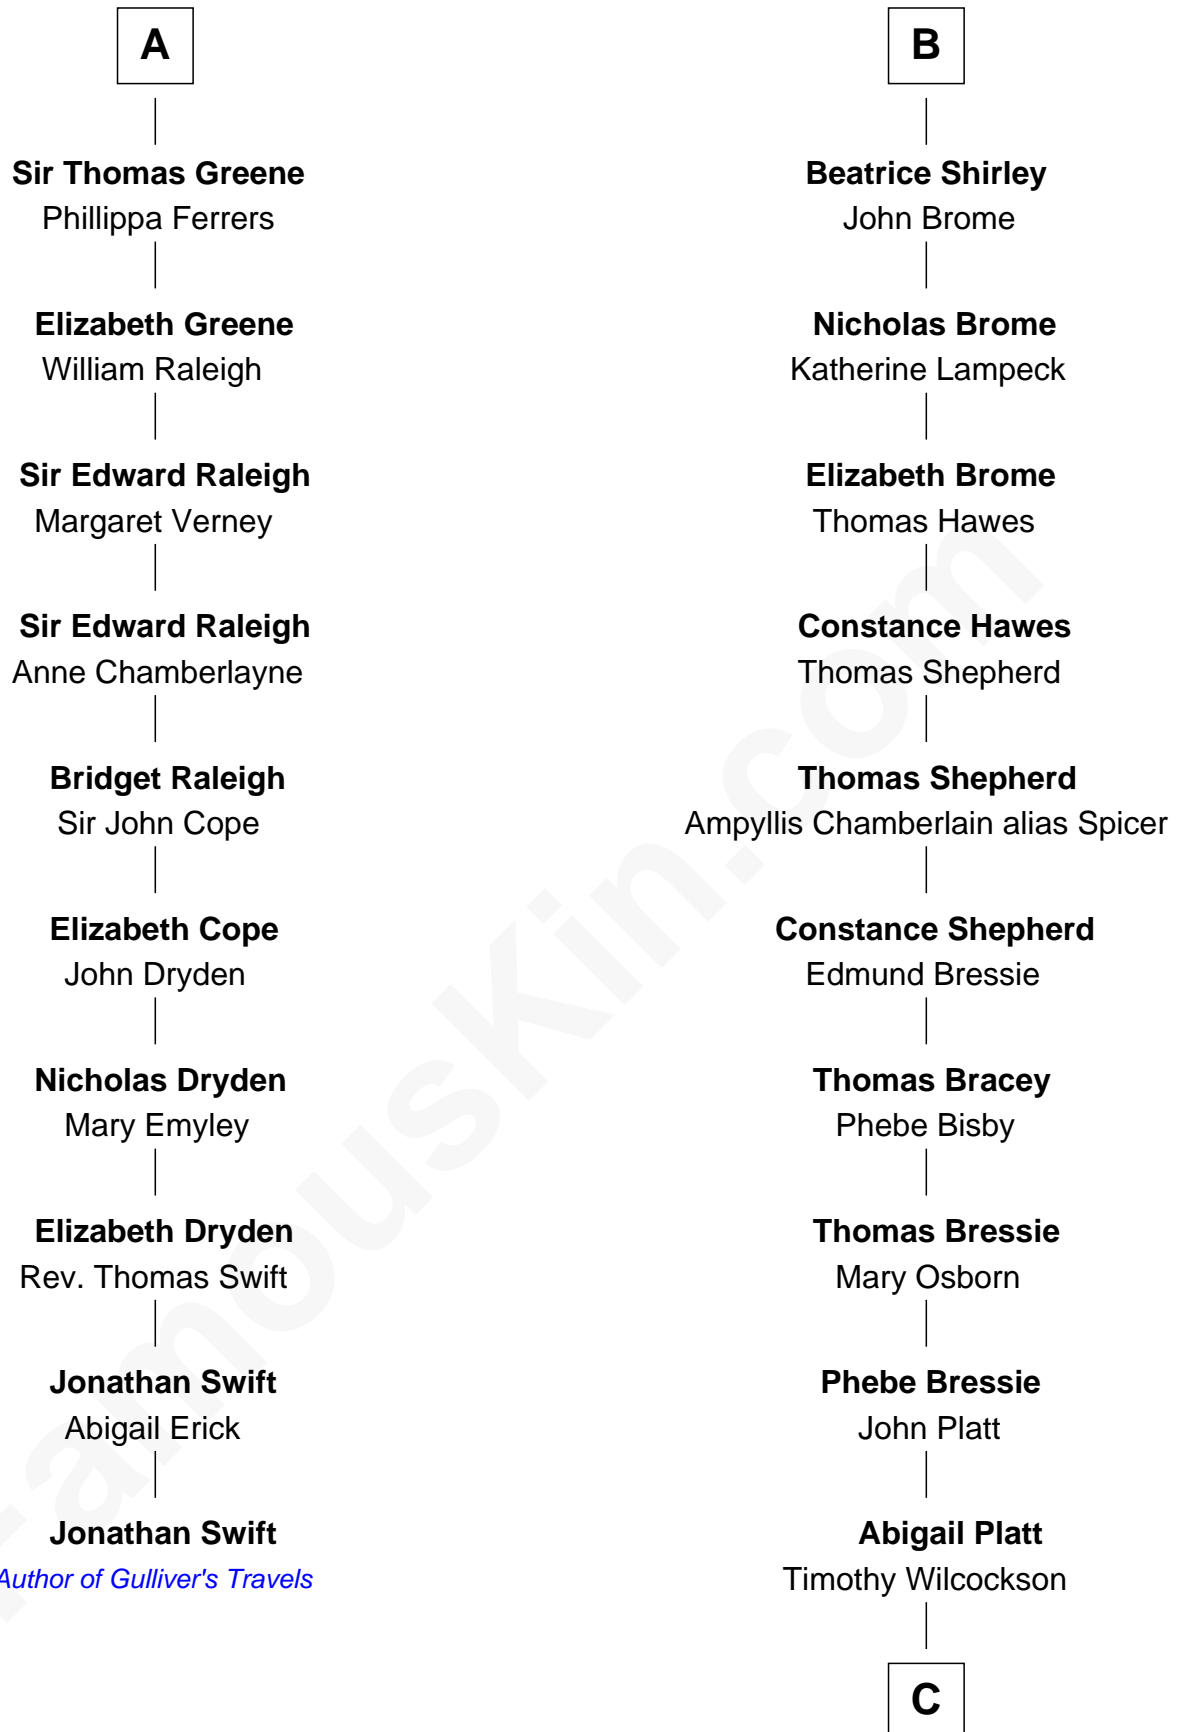 A
Sir Thomas Greene
Phillippa Ferrers
Elizabeth Greene
William Raleigh
Sir Edward Raleigh
Margaret Verney
Sir Edward Raleigh
Anne Chamberlayne
Bridget Raleigh
Sir John Cope
Elizabeth Cope
John Dryden
Nicholas Dryden
Mary Emyley
Elizabeth Dryden
Rev. Thomas Swift
Jonathan Swift
Abigail Erick
Jonathan Swift
Author of Gulliver's Travels
B
Beatrice Shirley
John Brome
Nicholas Brome
Katherine Lampeck
Elizabeth Brome
Thomas Hawes
Constance Hawes
Thomas Shepherd
Thomas Shepherd
Ampyllis Chamberlain alias Spicer
Constance Shepherd
Edmund Bressie
Thomas Bracey
Phebe Bisby
Thomas Bressie
Mary Osborn
Phebe Bressie
John Platt
Abigail Platt
Timothy Wilcockson
C
FamousKin.com